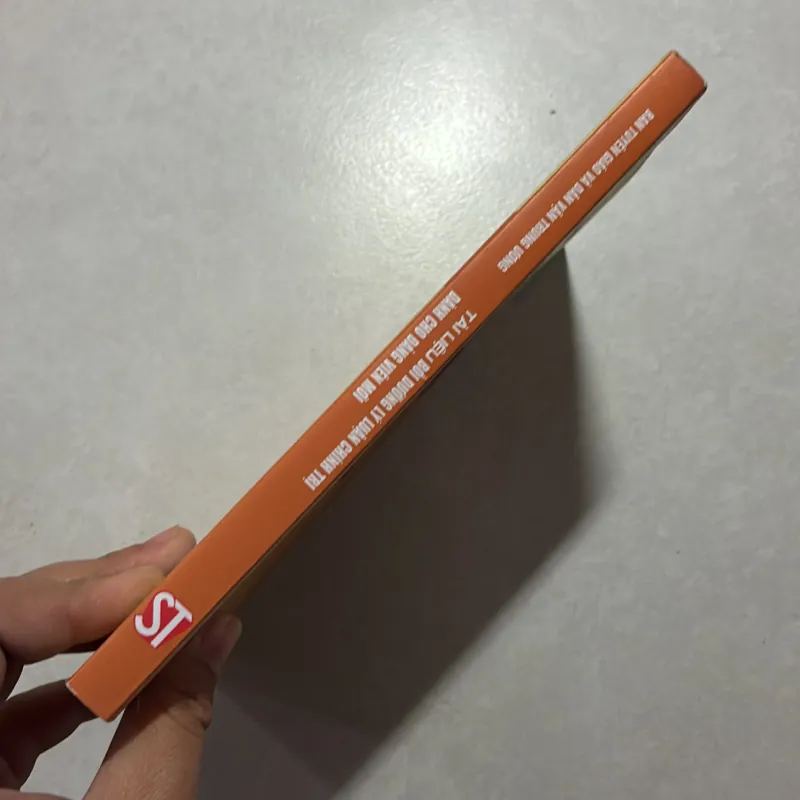 BAN TUYÊN GIÁO VÀ DÂN VẬN TRUNG ƯƠNG
TÀI LIỆU BỒI DƯỠNG LÝ LUẬN CHÍNH TRỊ
DÀNH CHO ĐẢNG VIÊN MỚI
ST